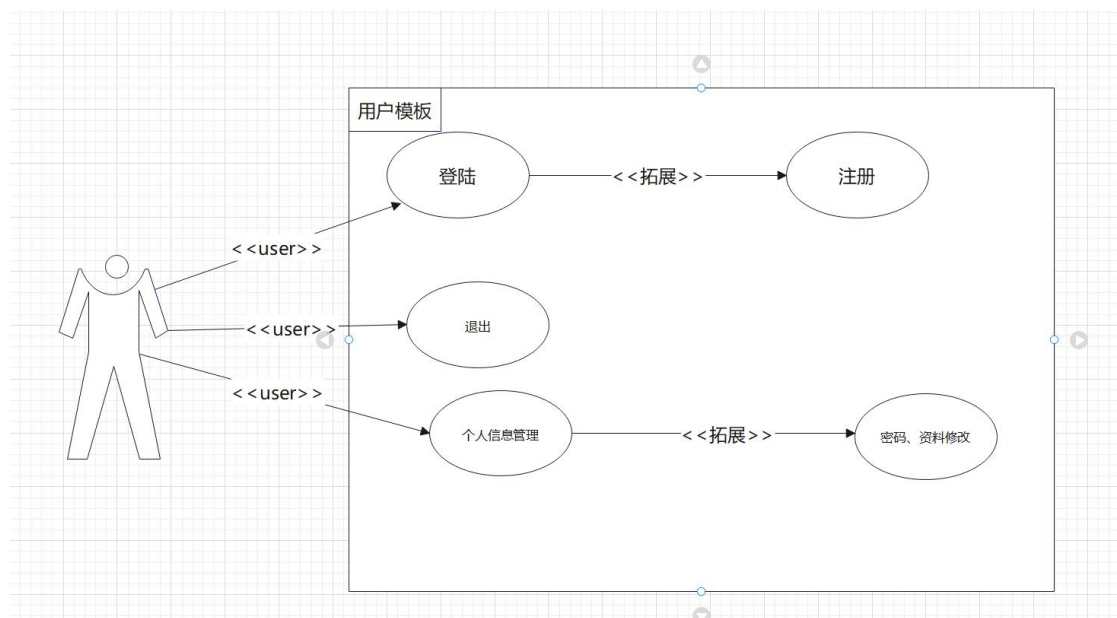 用户模板
登陆
<<拓展>>
注册
<<user>>
<<user>>
退出
<<user>>
个人信息管理
<<拓展>>
密码、资料修改